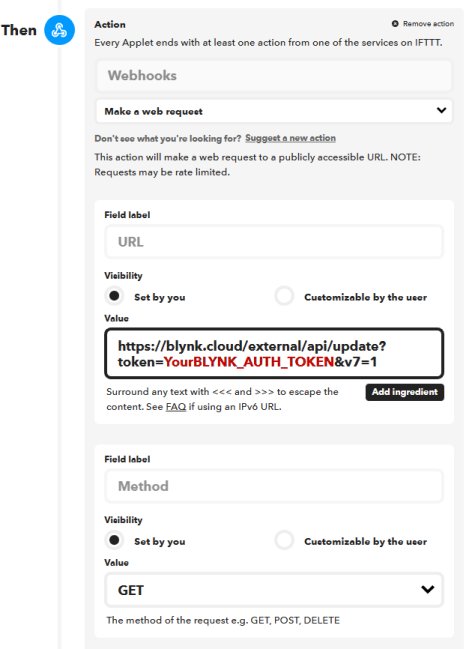 Then
Action
Remove action
Every Applet ends with at least one action from one of the services on IFTTT.
Webhooks
Make a web request
Don't see what you're looking for? Suggest a new action
This action will make a web request to a publicly accessible URL. NOTE:
Requests may be rate limited.
Field label
URL
Visibility
Set by you
Customizable by the user
Value
https://blynk.cloud/external/api/update?
token=YourBLYNK_AUTH_TOKEN&v7=1
Surround any text with <<< and >>> to escape the
content. See FAQ if using an IPv6 URL.
Add ingredient
Field label
Method
Visibility
Set by you
Customizable by the user
Value
GET
The method of the request e.g. GET, POST, DELETE